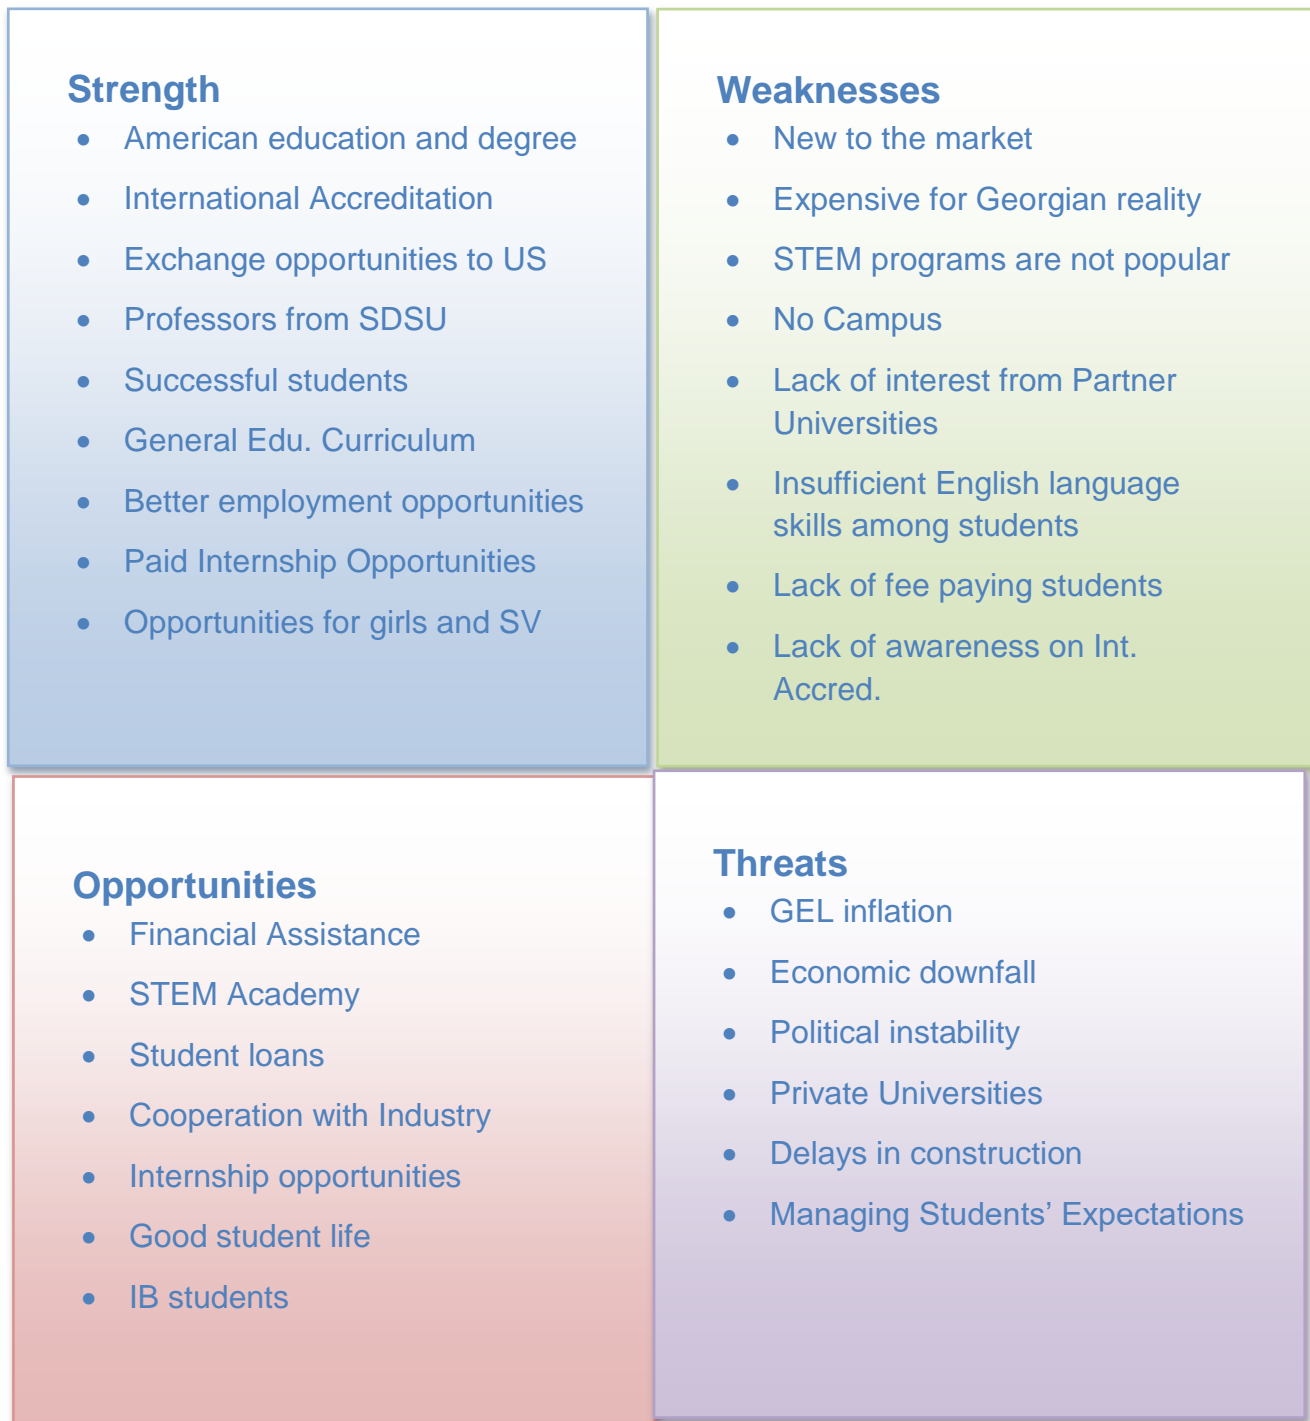 Strength
• American education and degree
• International Accreditation
• Exchange opportunities to US
• Professors from SDSU
• Successful students
• General Edu. Curriculum
• Better employment opportunities
• Paid Internship Opportunities
• Opportunities for girls and SV
Weaknesses
• New to the market
• Expensive for Georgian reality
• STEM programs are not popular
• No Campus
• Lack of interest from Partner
Universities
• Insufficient English language
skills among students
• Lack of fee paying students
• Lack of awareness on Int.
Accred.
Opportunities
• Financial Assistance
• STEM Academy
• Student loans
• Cooperation with Industry
• Internship opportunities
• Good student life
• IB students
Threats
• GEL inflation
• Economic downfall
• Political instability
• Private Universities
• Delays in construction
• Managing Students’ Expectations